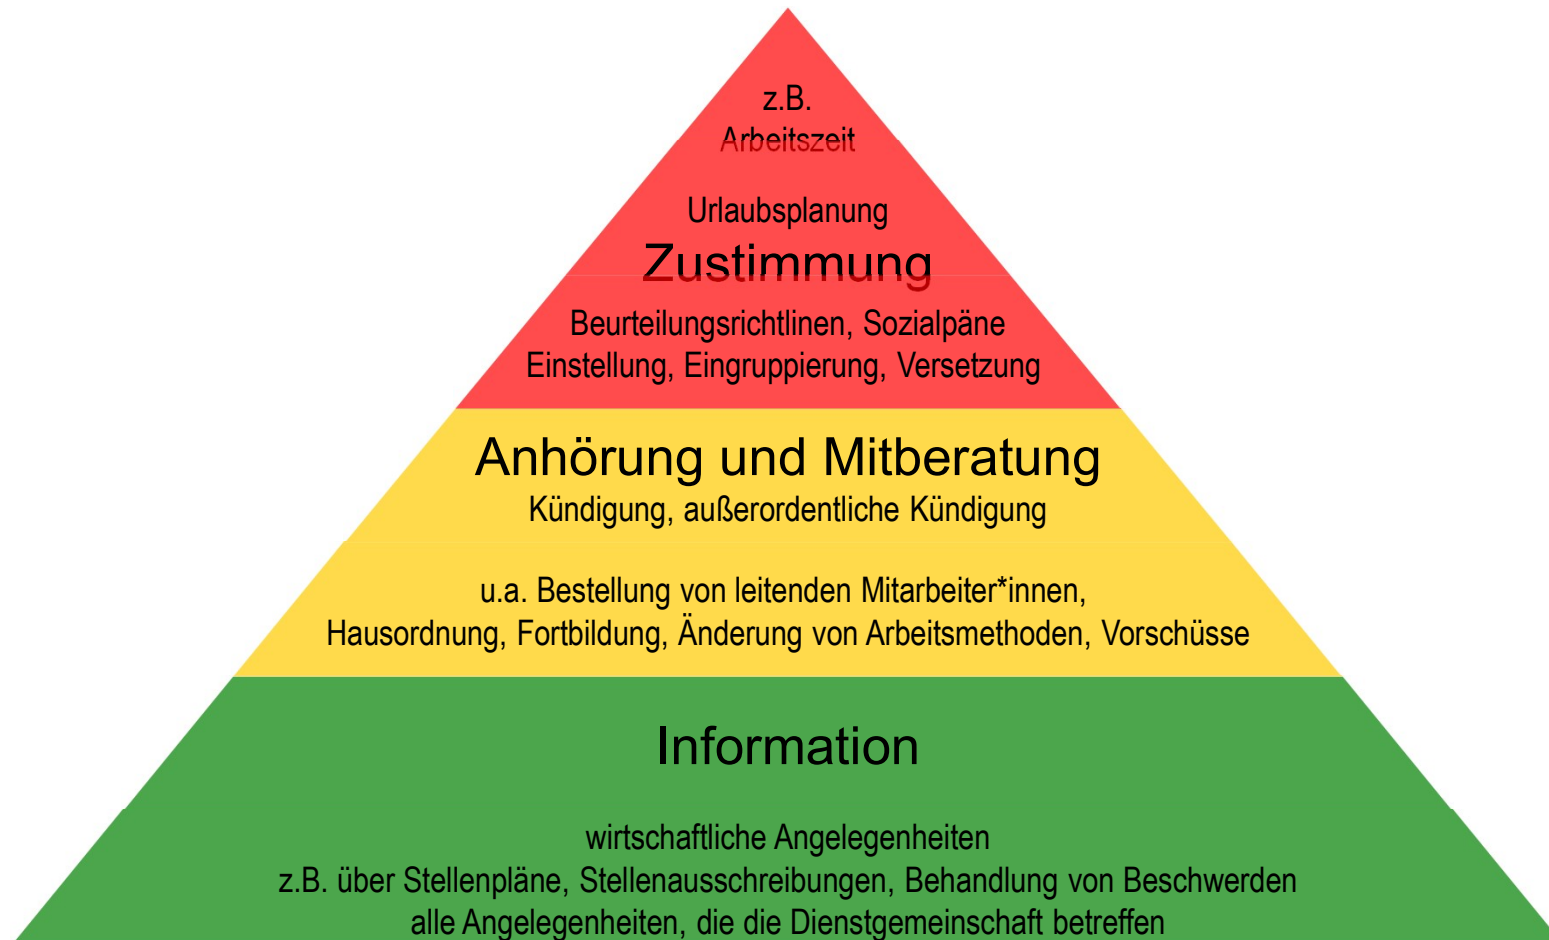 z.B.
Arbeitszeit
Urlaubsplanung
Zustimmung
Beurteilungsrichtlinen, Sozialpäne
Einstellung, Eingruppierung, Versetzung
Anhörung und Mitberatung
Kündigung, außerordentliche Kündigung
u.a. Bestellung von leitenden Mitarbeiter*innen,
Hausordnung, Fortbildung, Änderung von Arbeitsmethoden, Vorschüsse
Information
wirtschaftliche Angelegenheiten
z.B. über Stellenpläne, Stellenausschreibungen, Behandlung von Beschwerden
alle Angelegenheiten, die die Dienstgemeinschaft betreffen